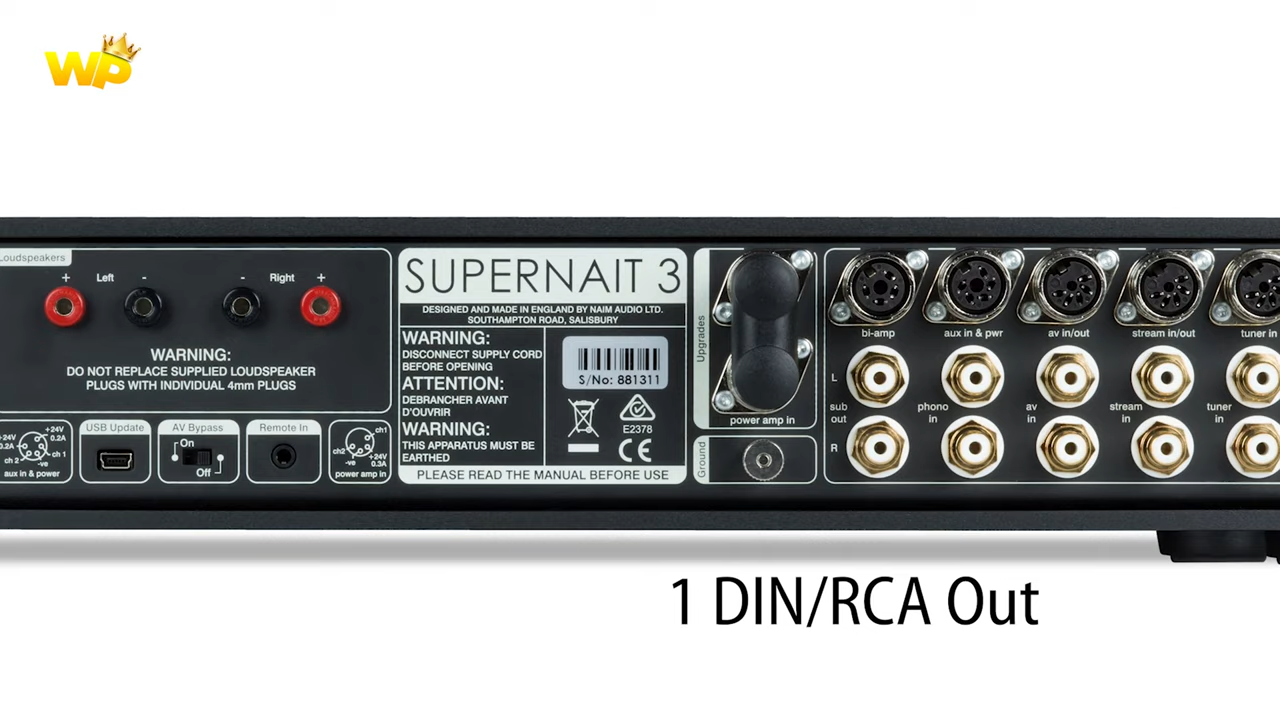 WP
Loudspeakers
+ Left - - Right +
WARNING:
DO NOT REPLACE SUPPLIED LOUDSPEAKER
PLUGS WITH INDIVIDUAL 4mm PLUGS
+24V
0.2A
+24V
0.2A
ch 2
ch 1
-ve
aux in & power
USB Update
AV Bypass
On
Off
Remote In
ch1
ch2
-ve
+24V
0.3A
power amp in
SUPERNAIT 3
DESIGNED AND MADE IN ENGLAND BY NAIM AUDIO LTD.
SOUTHAMPTON ROAD, SALISBURY
WARNING:
DISCONNECT SUPPLY CORD
BEFORE OPENING
ATTENTION:
DEBRANCHER AVANT
D'OUVRIR
WARNING:
THIS APPARATUS MUST BE
EARTHED
S/No: 881311
E2378
CE
PLEASE READ THE MANUAL BEFORE USE
Upgrades
power amp in
Ground
bi-amp aux in & pwr av in/out stream in/out tuner in
L
sub out
phono in
av in
stream in
tuner in
R
1 DIN/RCA Out